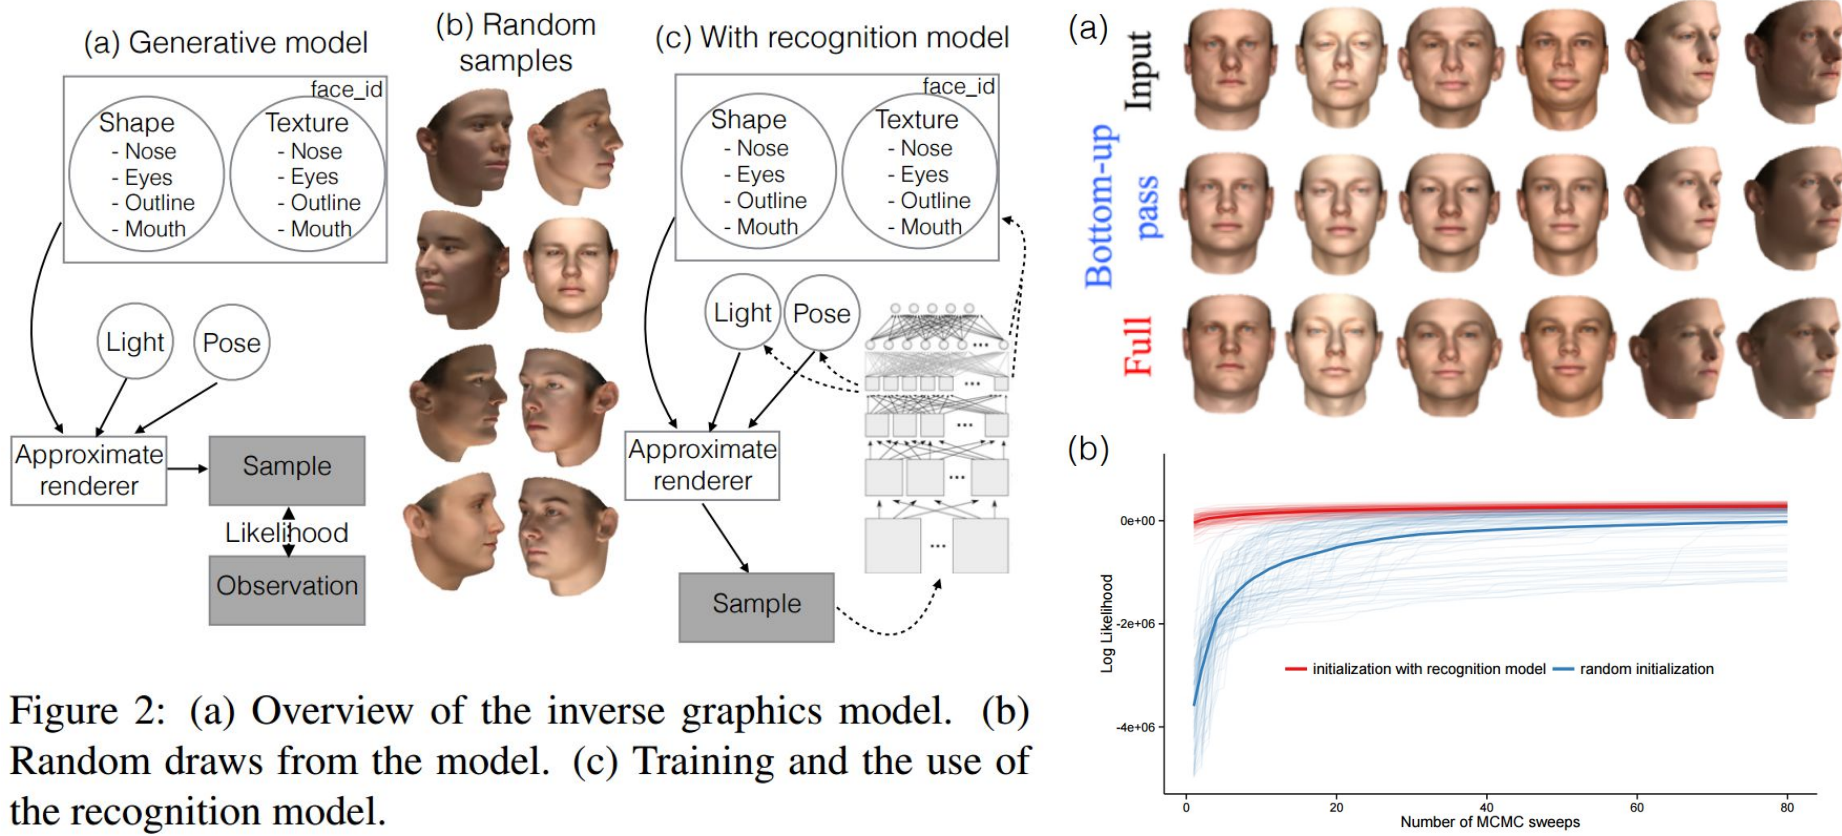 (a) Generative model
face_id
Shape
- Nose
- Eyes
- Outline
- Mouth
Texture
- Nose
- Eyes
- Outline
- Mouth
Light
Pose
Approximate
renderer
Sample
Likelihood
Observation
(b) Random
samples
(c) With recognition model
face_id
Shape
- Nose
- Eyes
- Outline
- Mouth
Texture
- Nose
- Eyes
- Outline
- Mouth
Light
Pose
Approximate
renderer
Sample
Figure 2: (a) Overview of the inverse graphics model. (b)
Random draws from the model. (c) Training and the use of
the recognition model.
(a)
Input
Bottom-up
pass
Full
(b)
Log Likelihood
0e+00
-2e+06
-4e+06
initialization with recognition model
random initialization
0
20
40
60
80
Number of MCMC sweeps